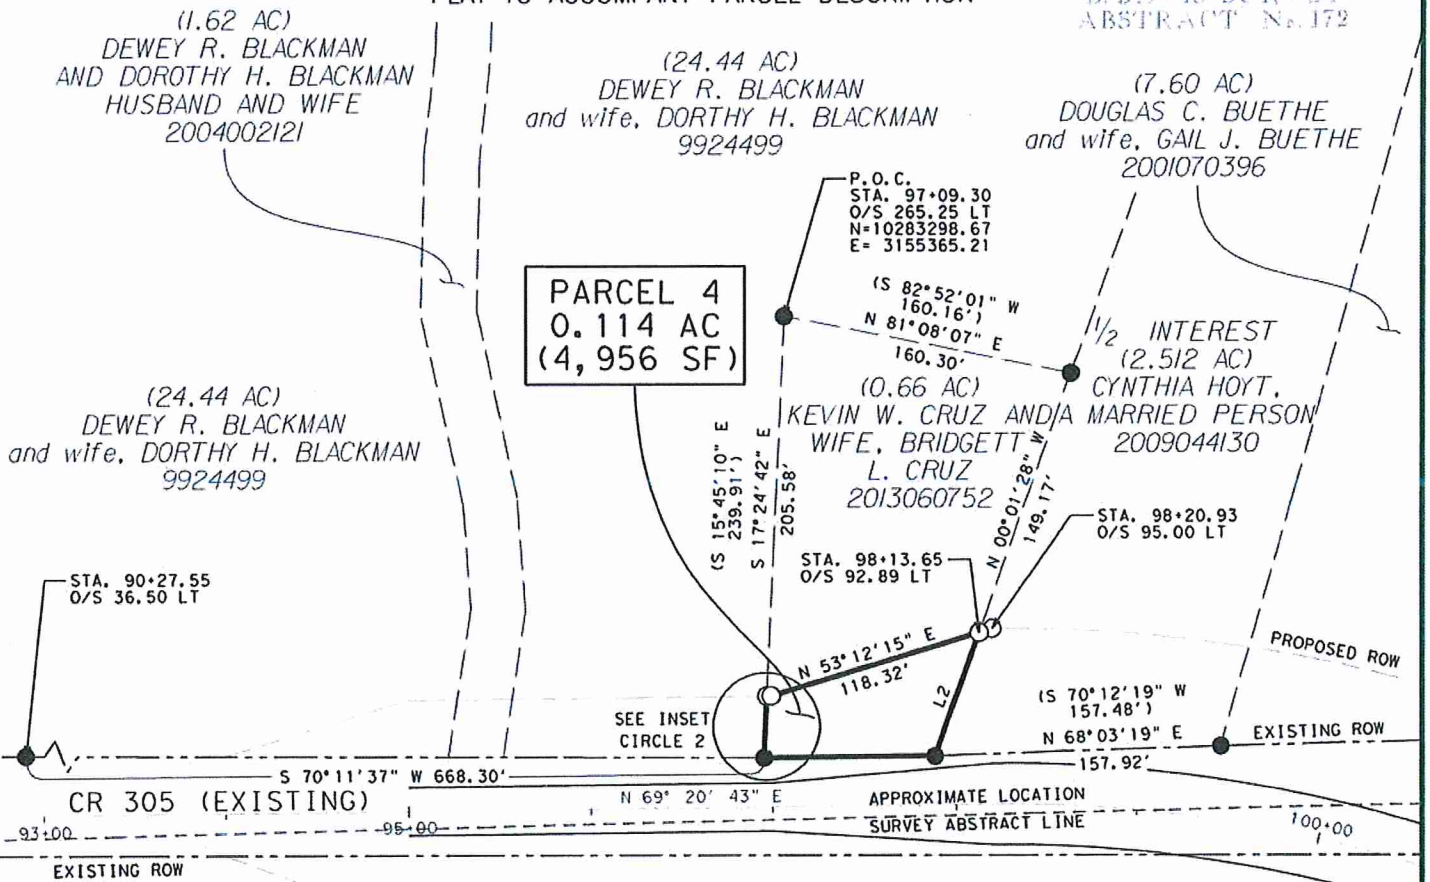 PLAT TO ACCOMPANY PARCEL DESCRIPTION
ABSTRACT No. 172
(1.62 AC)
DEWEY R. BLACKMAN
AND DOROTHY H. BLACKMAN
HUSBAND AND WIFE
2004002121
(24.44 AC)
DEWEY R. BLACKMAN
and wife, DORTHY H. BLACKMAN
9924499
(7.60 AC)
DOUGLAS C. BUETHE
and wife, GAIL J. BUETHE
2001070396
P.O.C.
STA. 97+09.30
O/S 265.25 LT
N=10283298.67
E= 3155365.21
PARCEL 4
0.114 AC
(4,956 SF)
(S 82°52'01" W
160.16')
N 81°08'07" E
160.30'
1/2 INTEREST
(2.512 AC)
CYNTHIA HOYT,
A MARRIED PERSON
2009044130
(0.66 AC)
KEVIN W. CRUZ AND
WIFE, BRIDGETT
L. CRUZ
2013060752
(24.44 AC)
DEWEY R. BLACKMAN
and wife, DORTHY H. BLACKMAN
9924499
(S 15°45'10" E
239.91')
S 17°24'42" E
205.58'
N 00°01'28" W
149.17'
STA. 98+20.93
O/S 95.00 LT
STA. 98+13.65
O/S 92.89 LT
STA. 90+27.55
O/S 36.50 LT
N 53°12'15" E
118.32'
L2
PROPOSED ROW
SEE INSET
CIRCLE 2
(S 70°12'19" W
157.48')
N 68°03'19" E
157.92'
EXISTING ROW
S 70°11'37" W 668.30'
CR 305 (EXISTING)
N 69° 20' 43" E
APPROXIMATE LOCATION
SURVEY ABSTRACT LINE
93+00
95+00
100+00
EXISTING ROW